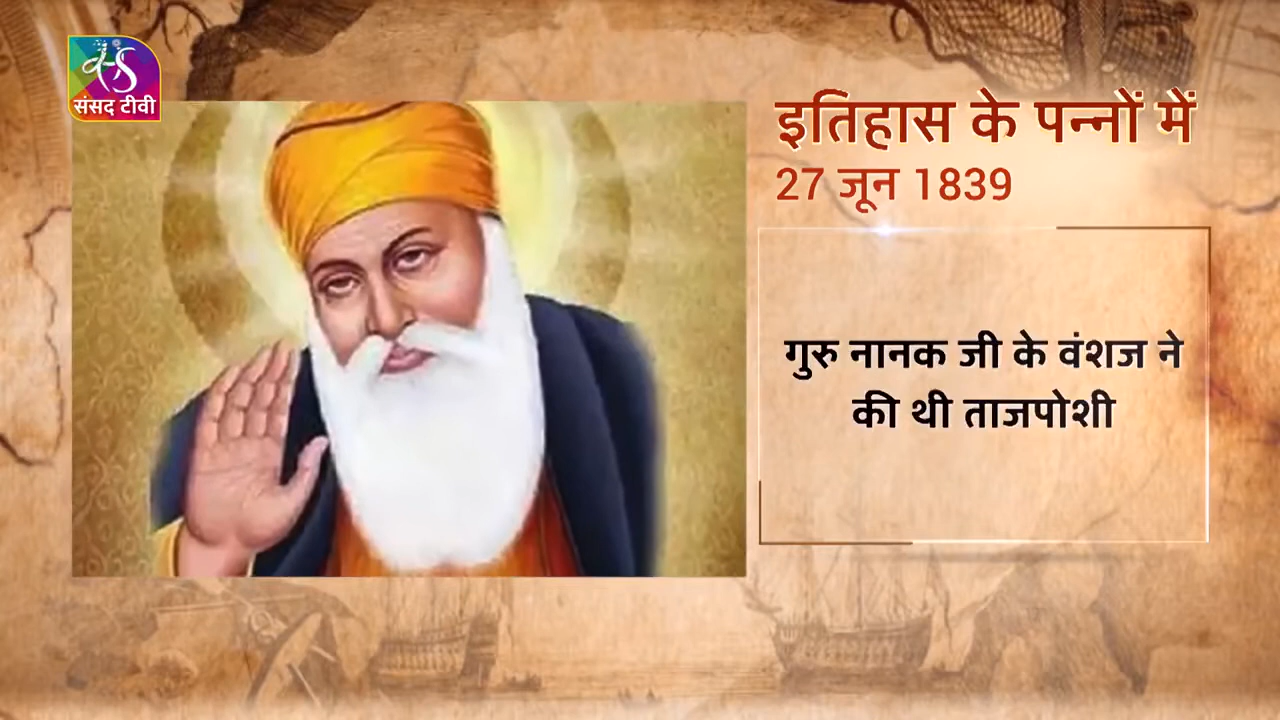 संसद टीवी
इतिहास के पन्नों में
27 जून 1839
गुरु नानक जी के वंशज ने
की थी ताजपोशी